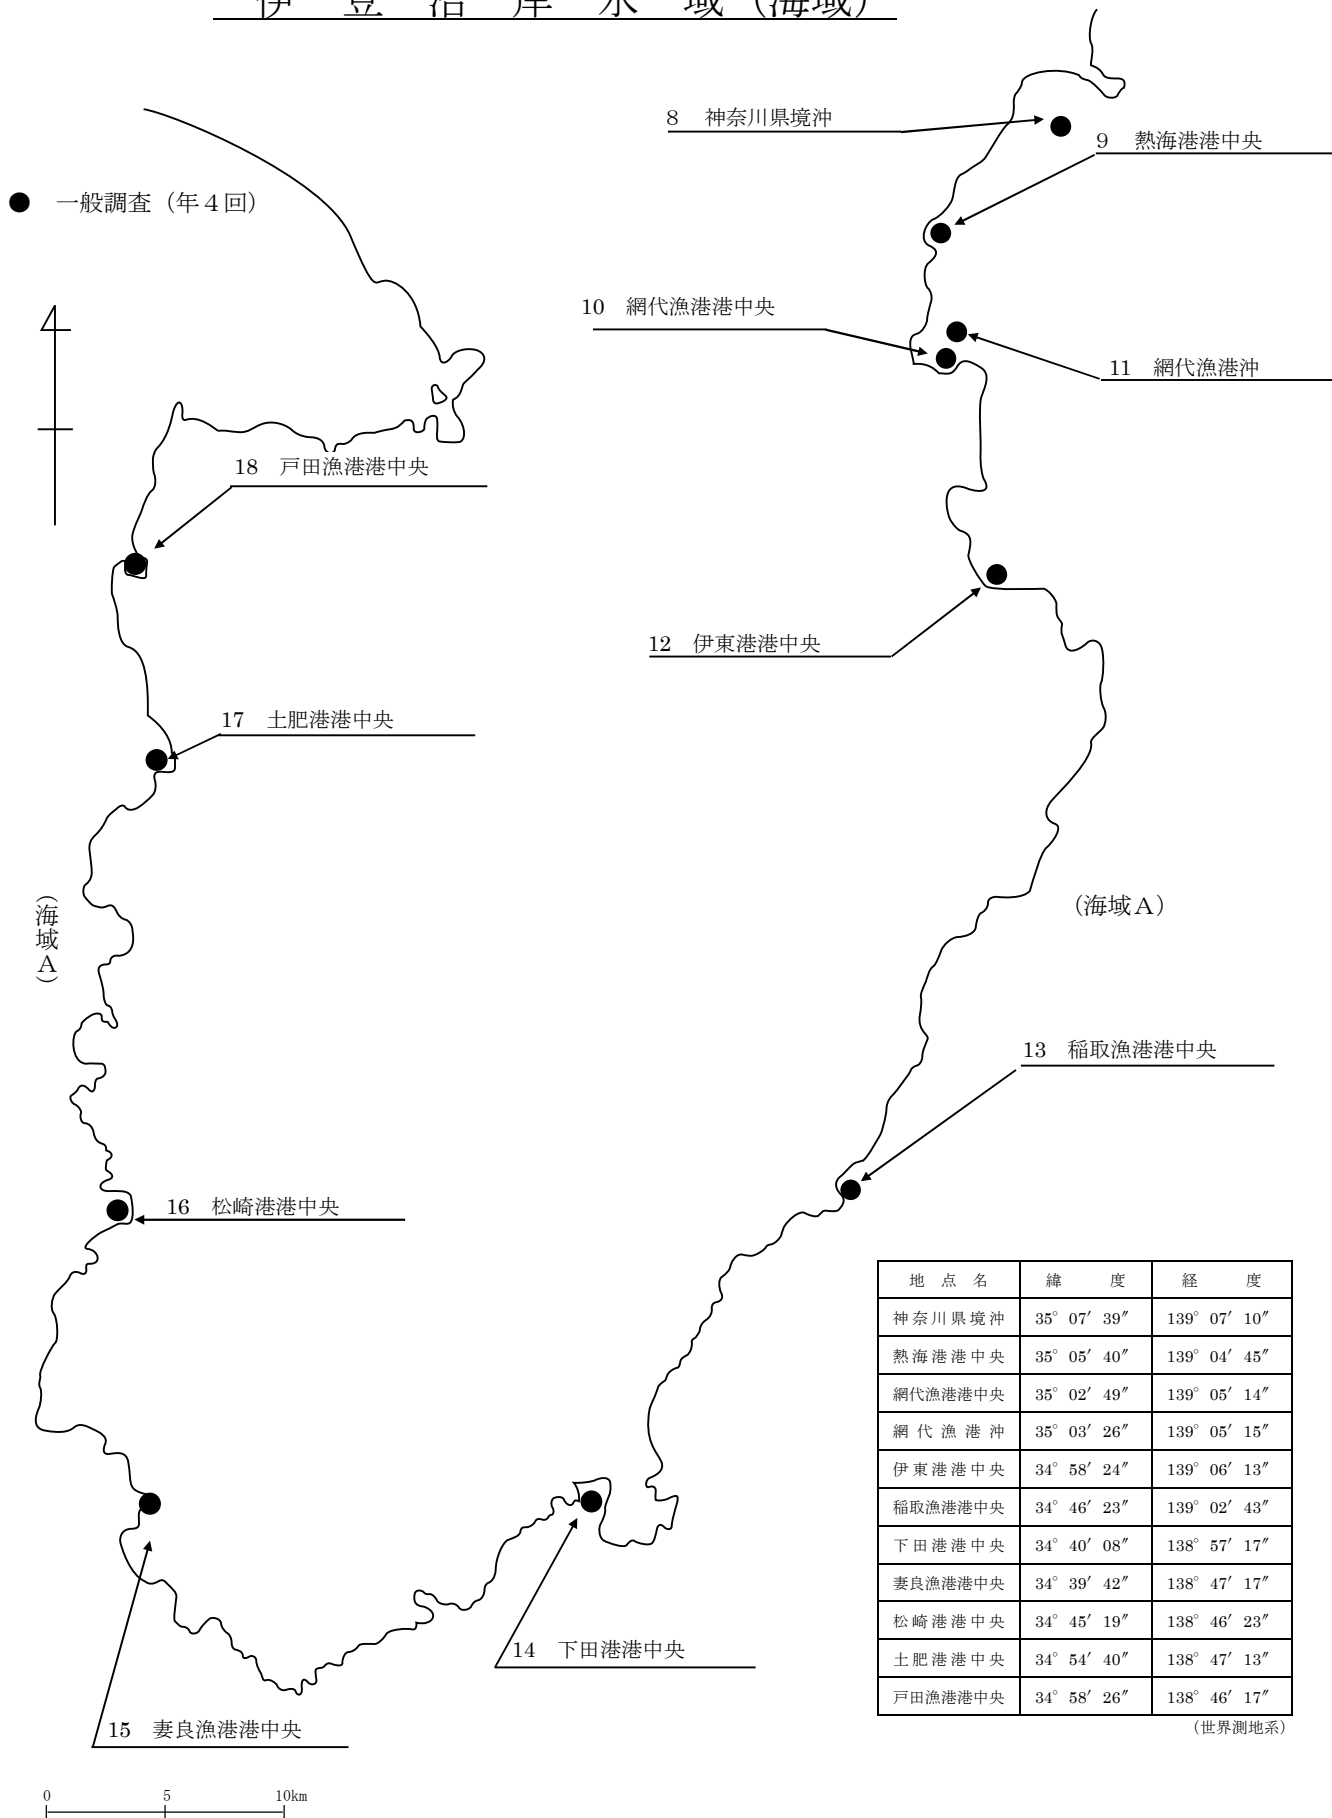 伊豆沿岸水域（海域）
8　神奈川県境沖
9　熱海港港中央
●　一般調査（年４回）
10　網代漁港港中央
11　網代漁港沖
18　戸田漁港港中央
12　伊東港港中央
17　土肥港港中央
（海域Ａ）
（海域Ａ）
13　稲取漁港港中央
16　松崎港港中央
地点名　緯度　経度
神奈川県境沖　35° 07′ 39″　139° 07′ 10″
熱海港港中央　35° 05′ 40″　139° 04′ 45″
網代漁港港中央　35° 02′ 49″　139° 05′ 14″
網代漁港沖　35° 03′ 26″　139° 05′ 15″
伊東港港中央　34° 58′ 24″　139° 06′ 13″
稲取漁港港中央　34° 46′ 23″　139° 02′ 43″
下田港港中央　34° 40′ 08″　138° 57′ 17″
妻良漁港港中央　34° 39′ 42″　138° 47′ 17″
松崎港港中央　34° 45′ 19″　138° 46′ 23″
土肥港港中央　34° 54′ 40″　138° 47′ 13″
戸田漁港港中央　34° 58′ 26″　138° 46′ 17″
（世界測地系）
14　下田港港中央
15　妻良漁港港中央
0　5　10km